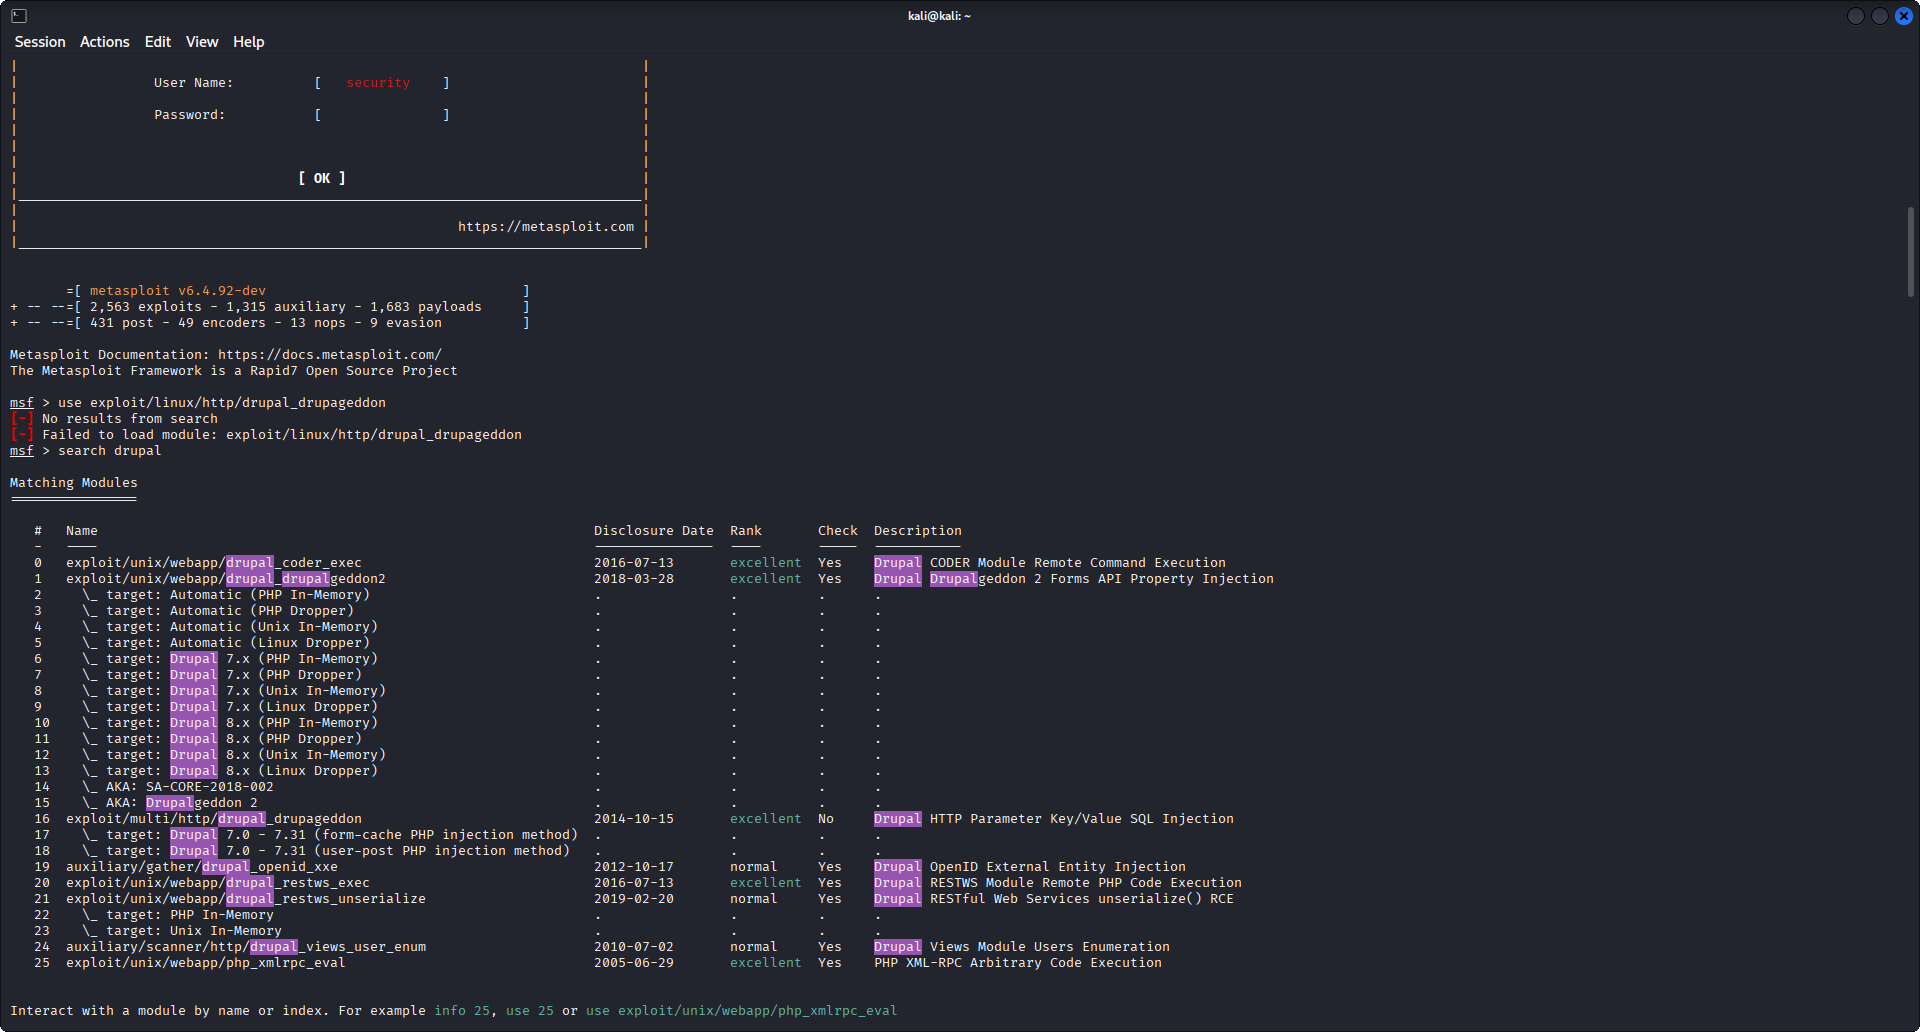 kali@kali: ~
Session Actions Edit View Help
User Name: [ security ]
Password: [ ]
[ OK ]
https://metasploit.com
=[ metasploit v6.4.92-dev ]
+ -- --=[ 2,563 exploits - 1,315 auxiliary - 1,683 payloads ]
+ -- --=[ 431 post - 49 encoders - 13 nops - 9 evasion ]
Metasploit Documentation: https://docs.metasploit.com/
The Metasploit Framework is a Rapid7 Open Source Project
msf > use exploit/linux/http/drupal_drupageddon
[-] No results from search
[-] Failed to load module: exploit/linux/http/drupal_drupageddon
msf > search drupal
Matching Modules
================
# Name Disclosure Date Rank Check Description
- ---- --------------- ---- ----- -----------
0 exploit/unix/webapp/drupal_coder_exec 2016-07-13 excellent Yes Drupal CODER Module Remote Command Execution
1 exploit/unix/webapp/drupal_drupalgeddon2 2018-03-28 excellent Yes Drupal Drupalgeddon 2 Forms API Property Injection
2 \_ target: Automatic (PHP In-Memory) . . . .
3 \_ target: Automatic (PHP Dropper) . . . .
4 \_ target: Automatic (Unix In-Memory) . . . .
5 \_ target: Automatic (Linux Dropper) . . . .
6 \_ target: Drupal 7.x (PHP In-Memory) . . . .
7 \_ target: Drupal 7.x (PHP Dropper) . . . .
8 \_ target: Drupal 7.x (Unix In-Memory) . . . .
9 \_ target: Drupal 7.x (Linux Dropper) . . . .
10 \_ target: Drupal 8.x (PHP In-Memory) . . . .
11 \_ target: Drupal 8.x (PHP Dropper) . . . .
12 \_ target: Drupal 8.x (Unix In-Memory) . . . .
13 \_ target: Drupal 8.x (Linux Dropper) . . . .
14 \_ AKA: SA-CORE-2018-002 . . . .
15 \_ AKA: Drupalgeddon 2 . . . .
16 exploit/multi/http/drupal_drupageddon 2014-10-15 excellent No Drupal HTTP Parameter Key/Value SQL Injection
17 \_ target: Drupal 7.0 - 7.31 (form-cache PHP injection method) . . . .
18 \_ target: Drupal 7.0 - 7.31 (user-post PHP injection method) . . . .
19 auxiliary/gather/drupal_openid_xxe 2012-10-17 normal Yes Drupal OpenID External Entity Injection
20 exploit/unix/webapp/drupal_restws_exec 2016-07-13 excellent Yes Drupal RESTWS Module Remote PHP Code Execution
21 exploit/unix/webapp/drupal_restws_unserialize 2019-02-20 normal Yes Drupal RESTful Web Services unserialize() RCE
22 \_ target: PHP In-Memory . . . .
23 \_ target: Unix In-Memory . . . .
24 auxiliary/scanner/http/drupal_views_user_enum 2010-07-02 normal Yes Drupal Views Module Users Enumeration
25 exploit/unix/webapp/php_xmlrpc_eval 2005-06-29 excellent Yes PHP XML-RPC Arbitrary Code Execution
Interact with a module by name or index. For example info 25, use 25 or use exploit/unix/webapp/php_xmlrpc_eval